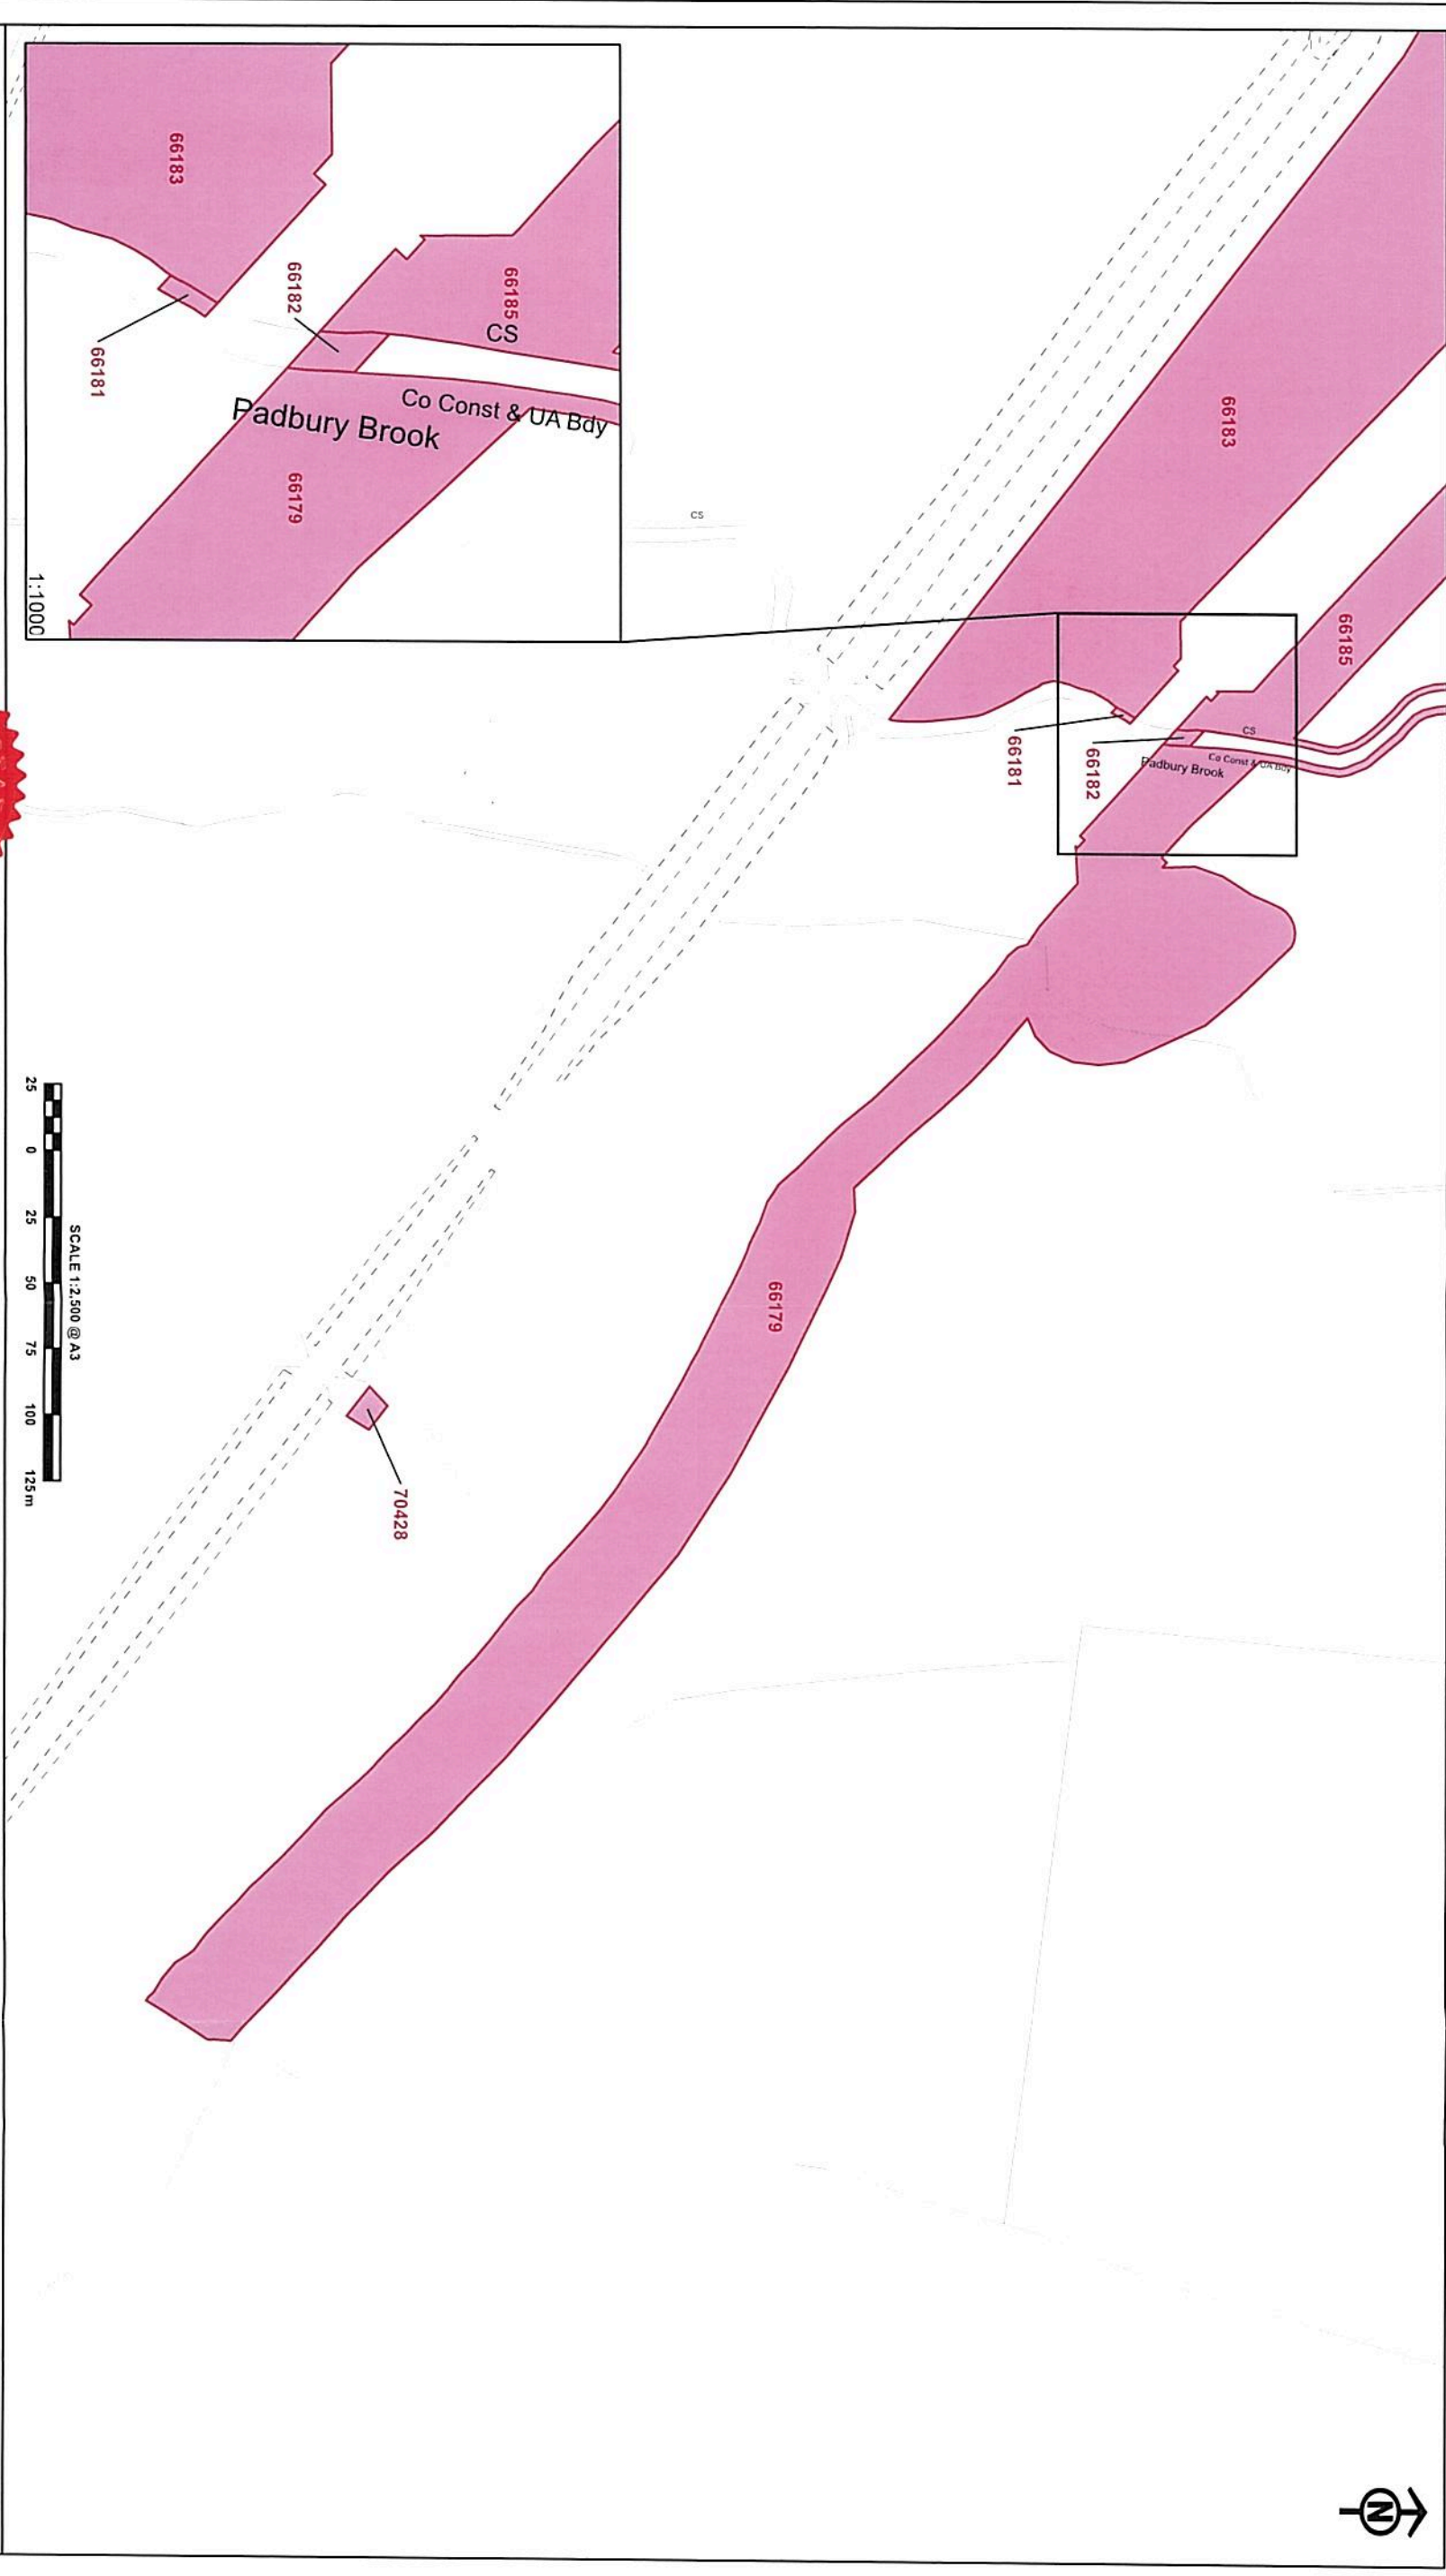 66183
66181
66182
66185
CS
Co Const & UA Bdy
Padbury Brook
66179
1:1000
CS
66183
66185
CS
Co Const & UA Bdy
Padbury Brook
66181
66182
66179
70428
SCALE 1:2,500 @ A3
25 0 25 50 75 100 125 m
N